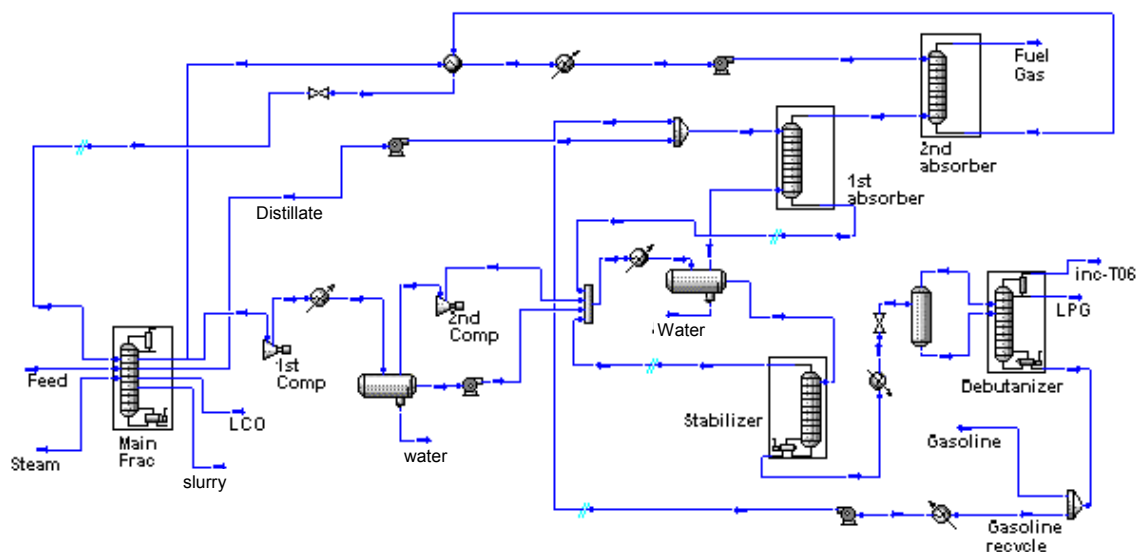 Fuel
Gas
2nd
absorber
1st
absorber
Distillate
inc-T06
LPG
2nd
Comp
Water
1st
Comp
Feed
Debutanizer
LCO
Stabilizer
Main
Frac
Gasoline
Steam
water
slurry
Gasoline
recycle